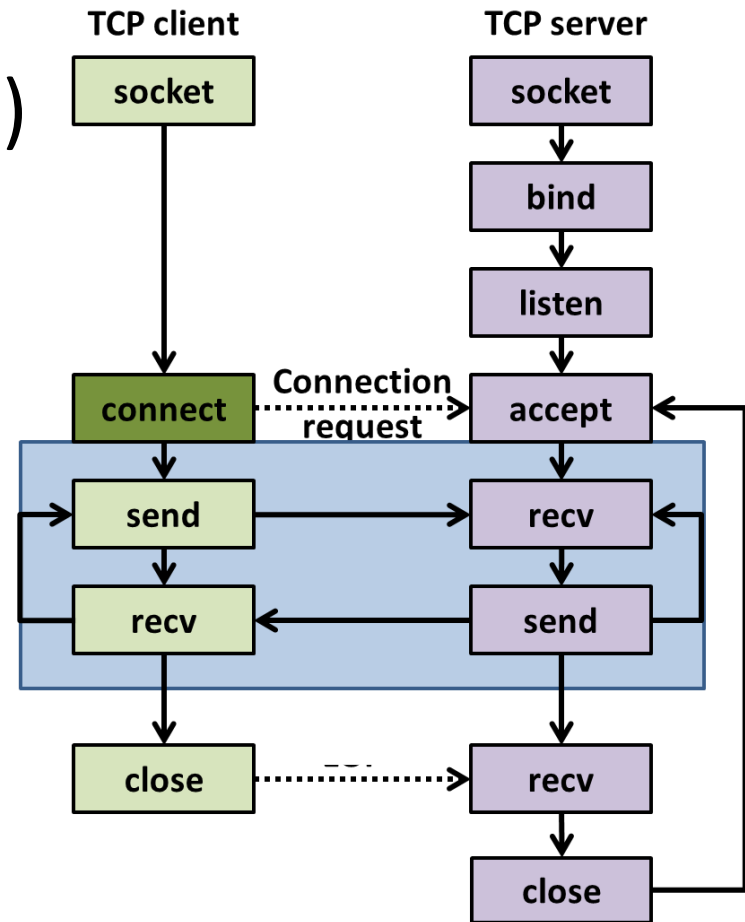 TCP client
TCP server
)
socket
socket
bind
listen
connect
Connection
request
accept
send
recv
recv
send
close
recv
close